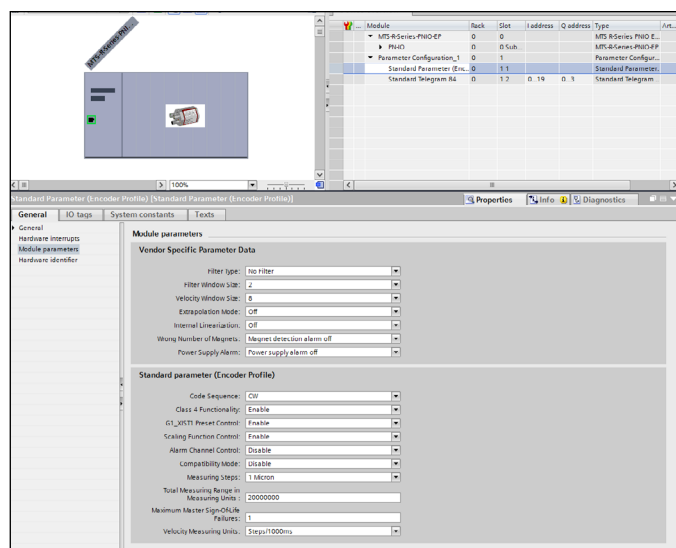 MTS-R-Series-PNI...
Module Rack Slot I address Q address Type Art...
MTS-R-Series-PNIO-EP 0 0 MTS R-Series PNIO E...
PN-IO 0 0 Sub... MTS-R-Series-PNIO-EP
Parameter Configuration_1 0 1 Parameter Configur...
Standard Parameter (Enc... 0 1 1 Standard Parameter...
Standard Telegram 84 0 1 2 0...19 0...3 Standard Telegram
100%
Standard Parameter (Encoder Profile) [Standard Parameter (Encoder Profile)]
Properties Info Diagnostics
General IO tags System constants Texts
General
Hardware interrupts
Module parameters
Hardware identifier
Module parameters
Vendor Specific Parameter Data
Filter Type: No Filter
Filter Window Size: 2
Velocity Window Size: 8
Extrapolation Mode: Off
Internal Linearization: Off
Wrong Number of Magnets: Magnet detection alarm off
Power Supply Alarm: Power supply alarm off
Standard parameter (Encoder Profile)
Code Sequence: CW
Class 4 Functionality: Enable
G1_XIST1 Preset Control: Enable
Scaling Function Control: Enable
Alarm Channel Control: Disable
Compatibility Mode: Disable
Measuring Steps: 1 Micron
Total Measuring Range in
Measuring Units : 20000000
Maximum Master Sign-Of-Life
Failures: 1
Velocity Measuring Units: Steps/1000ms